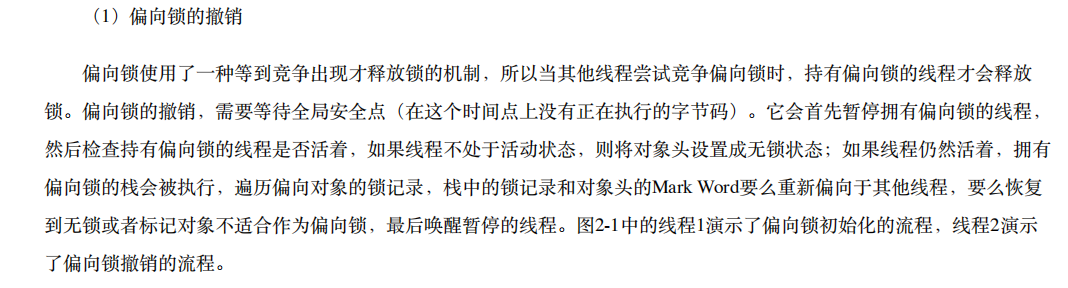 （1）偏向锁的撤销
偏向锁使用了一种等到竞争出现才释放锁的机制，所以当其他线程尝试竞争偏向锁时，持有偏向锁的线程才会释放
锁。偏向锁的撤销，需要等待全局安全点（在这个时间点上没有正在执行的字节码）。它会首先暂停拥有偏向锁的线程，
然后检查持有偏向锁的线程是否活着，如果线程不处于活动状态，则将对象头设置成无锁状态；如果线程仍然活着，拥有
偏向锁的栈会被执行，遍历偏向对象的锁记录，栈中的锁记录和对象头的Mark Word要么重新偏向于其他线程，要么恢复
到无锁或者标记对象不适合作为偏向锁，最后唤醒暂停的线程。图2-1中的线程1演示了偏向锁初始化的流程，线程2演示
了偏向锁撤销的流程。